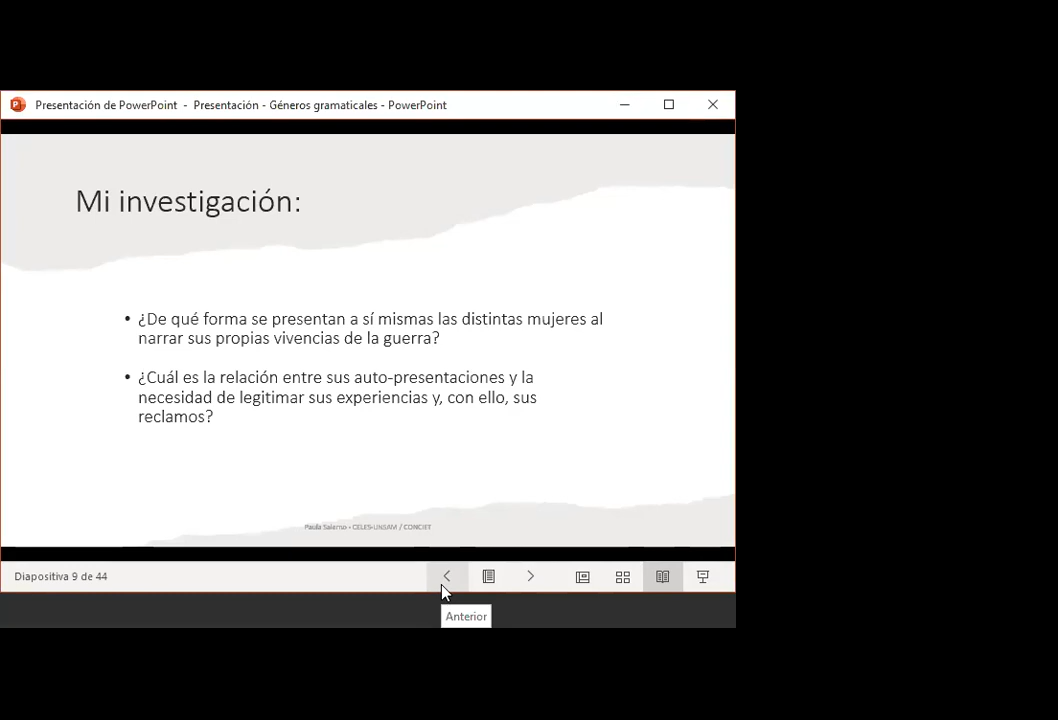 Presentación de PowerPoint - Presentación - Géneros gramaticales - PowerPoint
Mi investigación:
• ¿De qué forma se presentan a sí mismas las distintas mujeres al
narrar sus propias vivencias de la guerra?
• ¿Cuál es la relación entre sus auto-presentaciones y la
necesidad de legitimar sus experiencias y, con ello, sus
reclamos?
Paula Salerno - CELES-UNSAM / CONICET
Diapositiva 9 de 44
Anterior